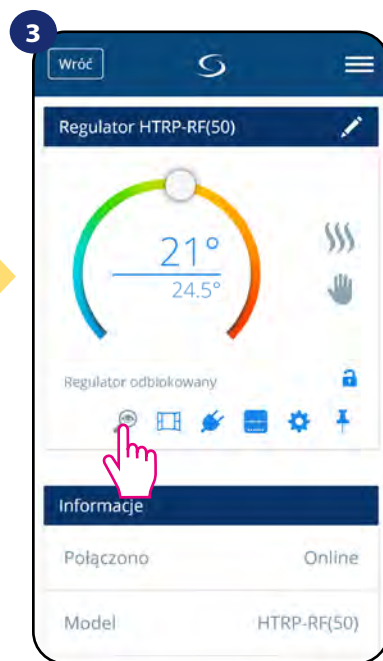 3
Wróć
Regulator HTRP-RF(50)
21°
24.5°
Regulator odblokowany
Informacje
Połączono Online
Model HTRP-RF(50)